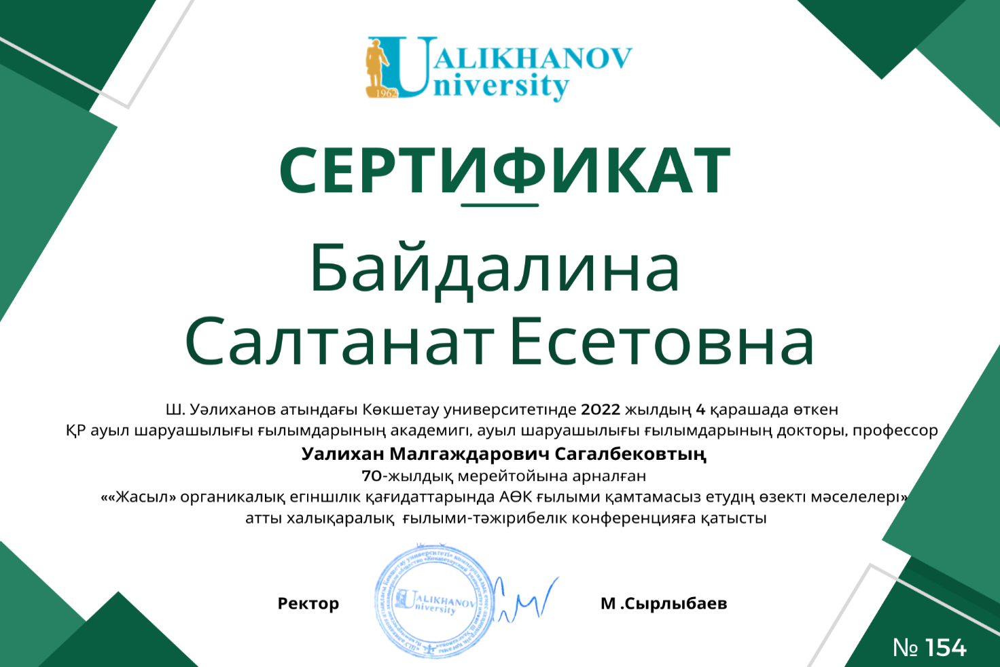 UALIKHANOV
University
1962
СЕРТИФИКАТ
Байдалина
Салтанат Есетовна
Ш. Уәлиханов атындағы Көкшетау университетінде 2022 жылдың 4 қарашада өткен
ҚР ауыл шаруашылығы ғылымдарының академигі, ауыл шаруашылығы ғылымдарының докторы, профессор
Уалихан Малгаждарович Сагалбековтың
70-жылдық мерейтойына арналған
««Жасыл» органикалық егіншілік қағидаттарында АӨК ғылыми қамтамасыз етудің өзекті мәселелері»
атты халықаралық ғылыми-тәжірибелік конференцияға қатысты
UALIKHANOV
University
Ректор
М .Сырлыбаев
№ 154